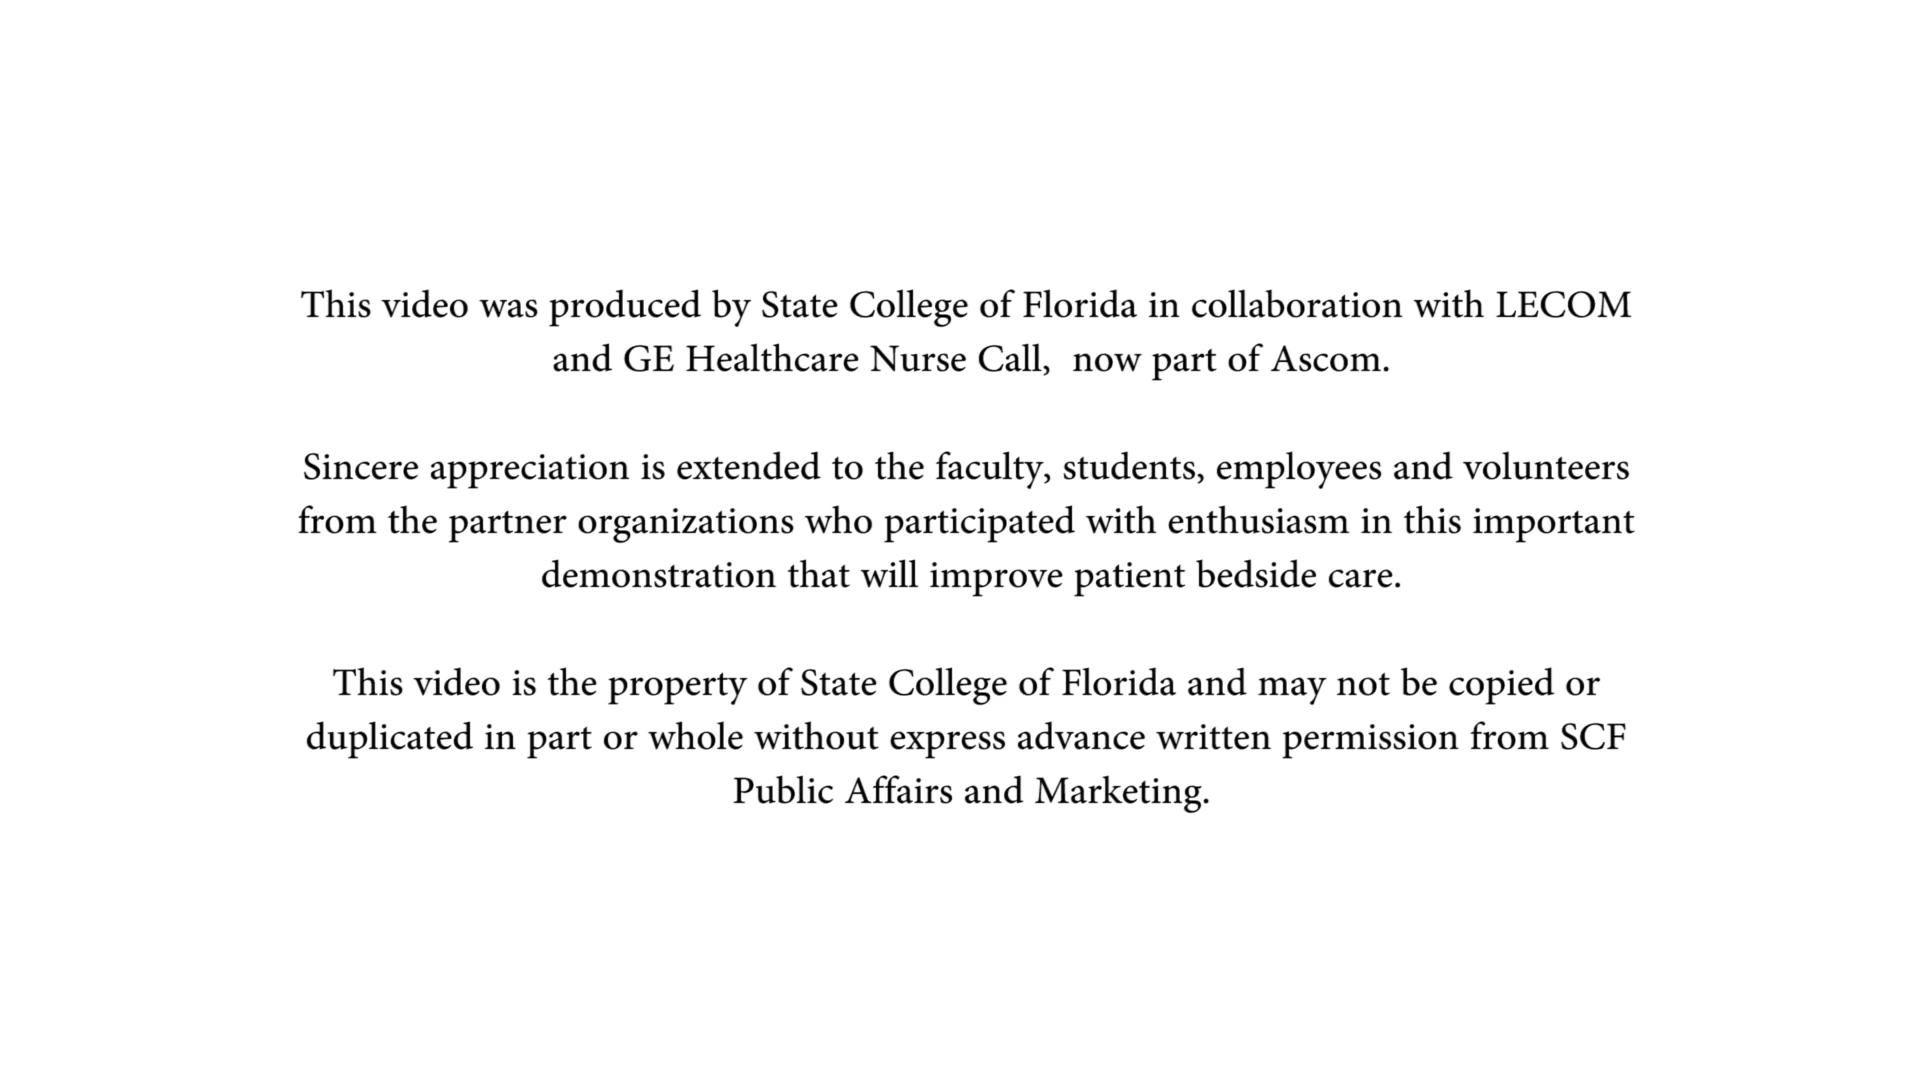 This video was produced by State College of Florida in collaboration with LECOM
and GE Healthcare Nurse Call,  now part of Ascom.
Sincere appreciation is extended to the faculty, students, employees and volunteers
from the partner organizations who participated with enthusiasm in this important
demonstration that will improve patient bedside care.
This video is the property of State College of Florida and may not be copied or
duplicated in part or whole without express advance written permission from SCF
Public Affairs and Marketing.